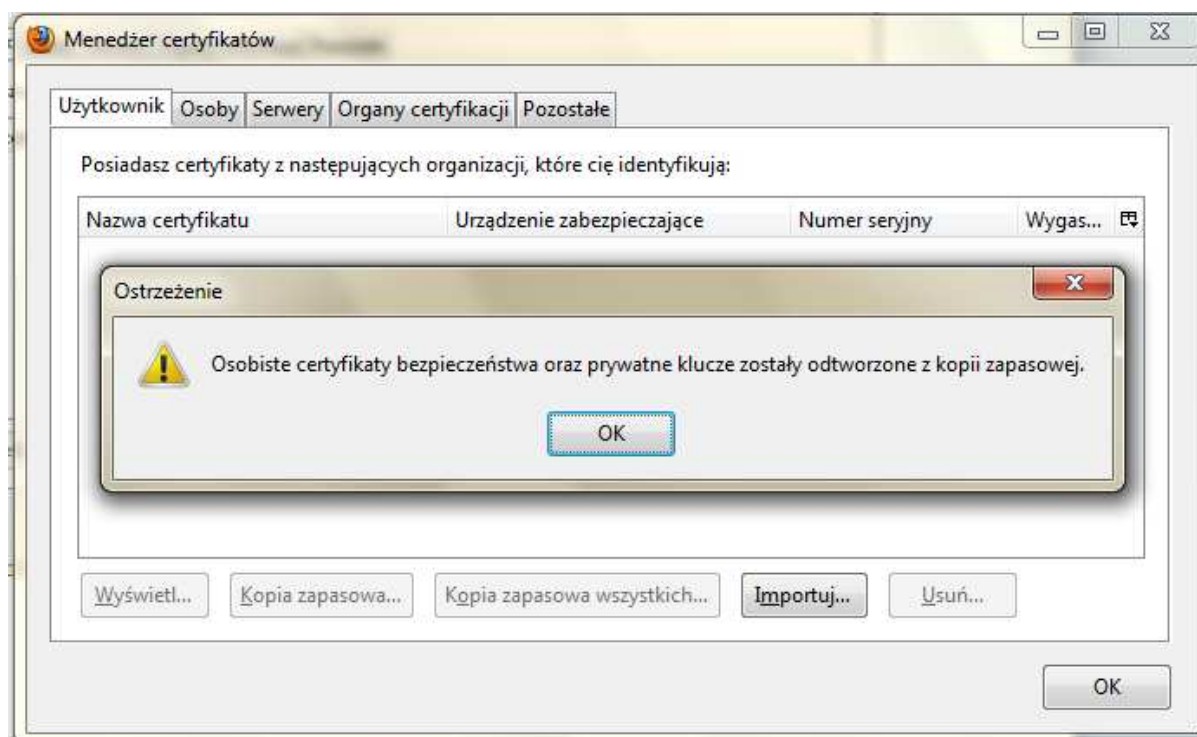 Menedżer certyfikatów
Użytkownik Osoby Serwery Organy certyfikacji Pozostałe
Posiadasz certyfikaty z następujących organizacji, które cię identyfikują:
Nazwa certyfikatu Urządzenie zabezpieczające Numer seryjny Wygas...
Ostrzeżenie
Osobiste certyfikaty bezpieczeństwa oraz prywatne klucze zostały odtworzone z kopii zapasowej.
OK
Wyświetl... Kopia zapasowa... Kopia zapasowa wszystkich... Importuj... Usuń...
OK